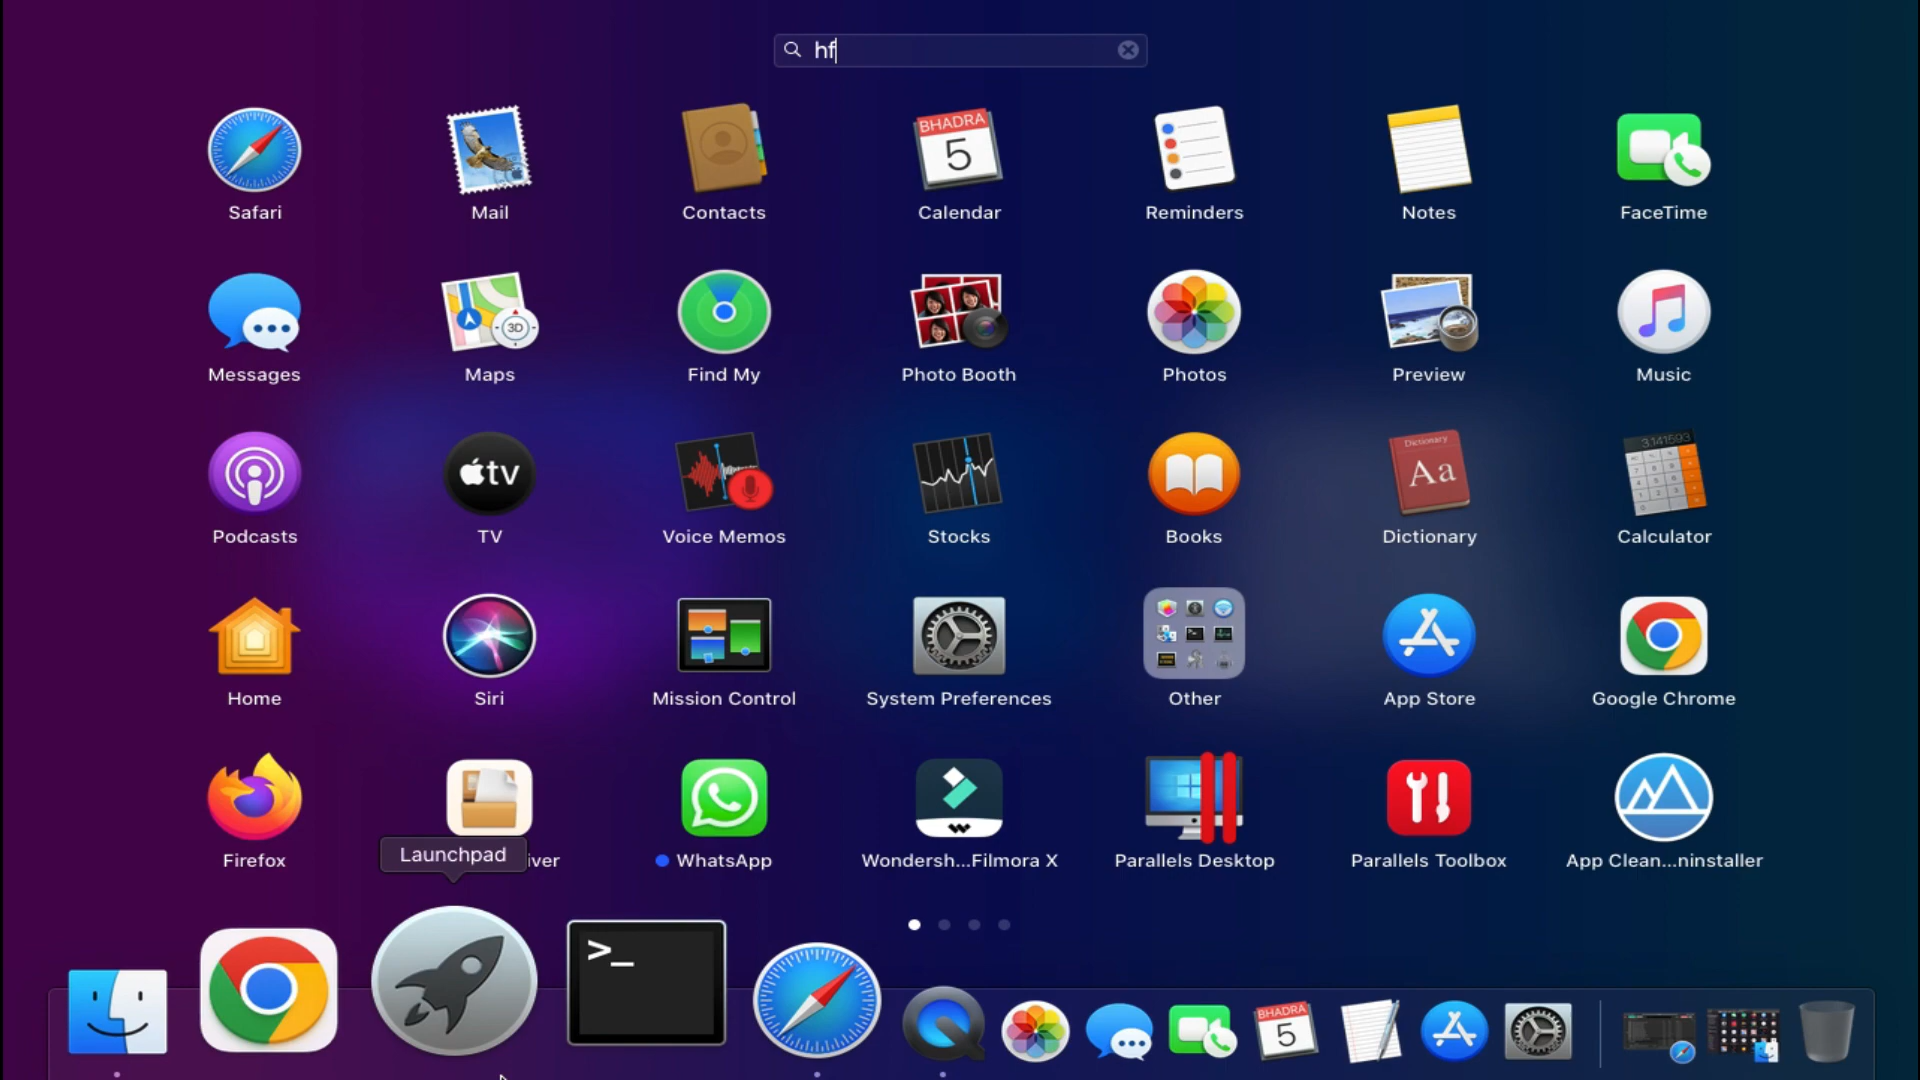 hf
BHADRA
5
Safari Mail Contacts Calendar Reminders Notes FaceTime
3D
Messages Maps Find My Photo Booth Photos Preview Music
tv
Dictionary
Aa
3.141593
Podcasts TV Voice Memos Stocks Books Dictionary Calculator
Home Siri Mission Control System Preferences Other App Store Google Chrome
Launchpad
Firefox iver WhatsApp Wondersh...Filmora X Parallels Desktop Parallels Toolbox App Clean...ninstaller
>_
BHADRA
5